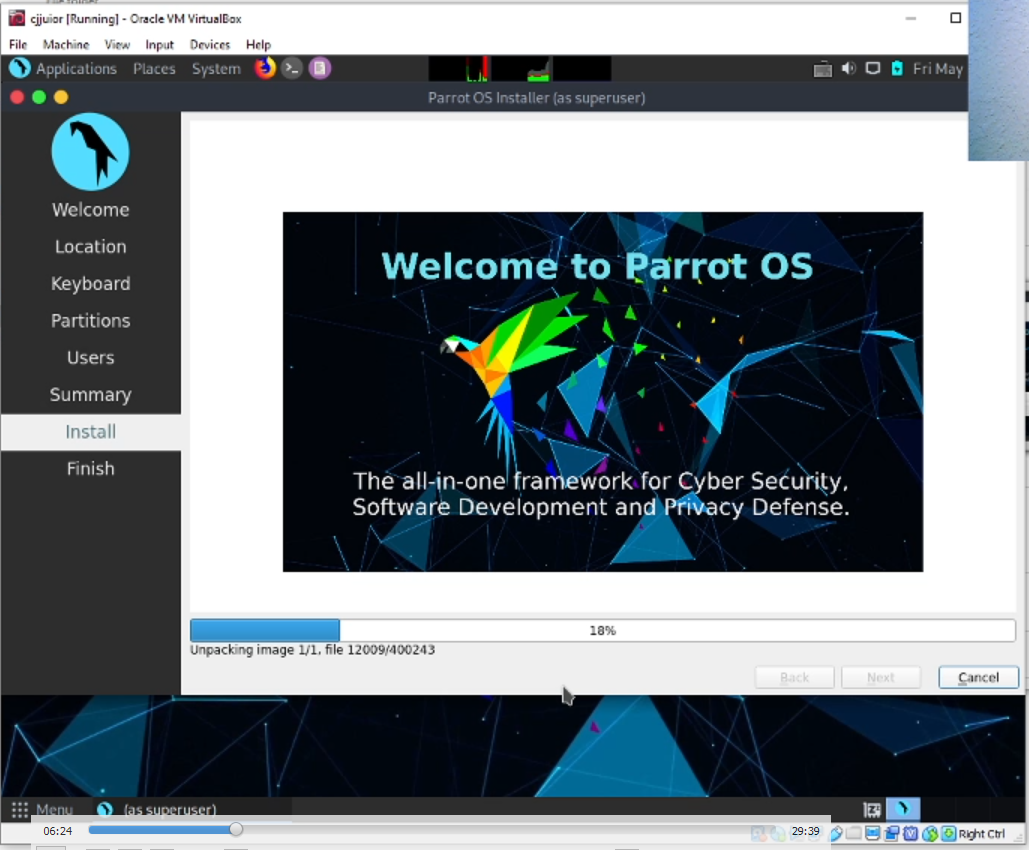 cjjuior [Running] - Oracle VM VirtualBox
File Machine View Input Devices Help
Applications Places System Fri May
Parrot OS Installer (as superuser)
Welcome
Location
Keyboard
Partitions
Users
Summary
Install
Finish
Welcome to Parrot OS
The all-in-one framework for Cyber Security,
Software Development and Privacy Defense.
18%
Unpacking image 1/1, file 12009/400243
Back Next Cancel
Menu (as superuser)
06:24 29:39 Right Ctrl